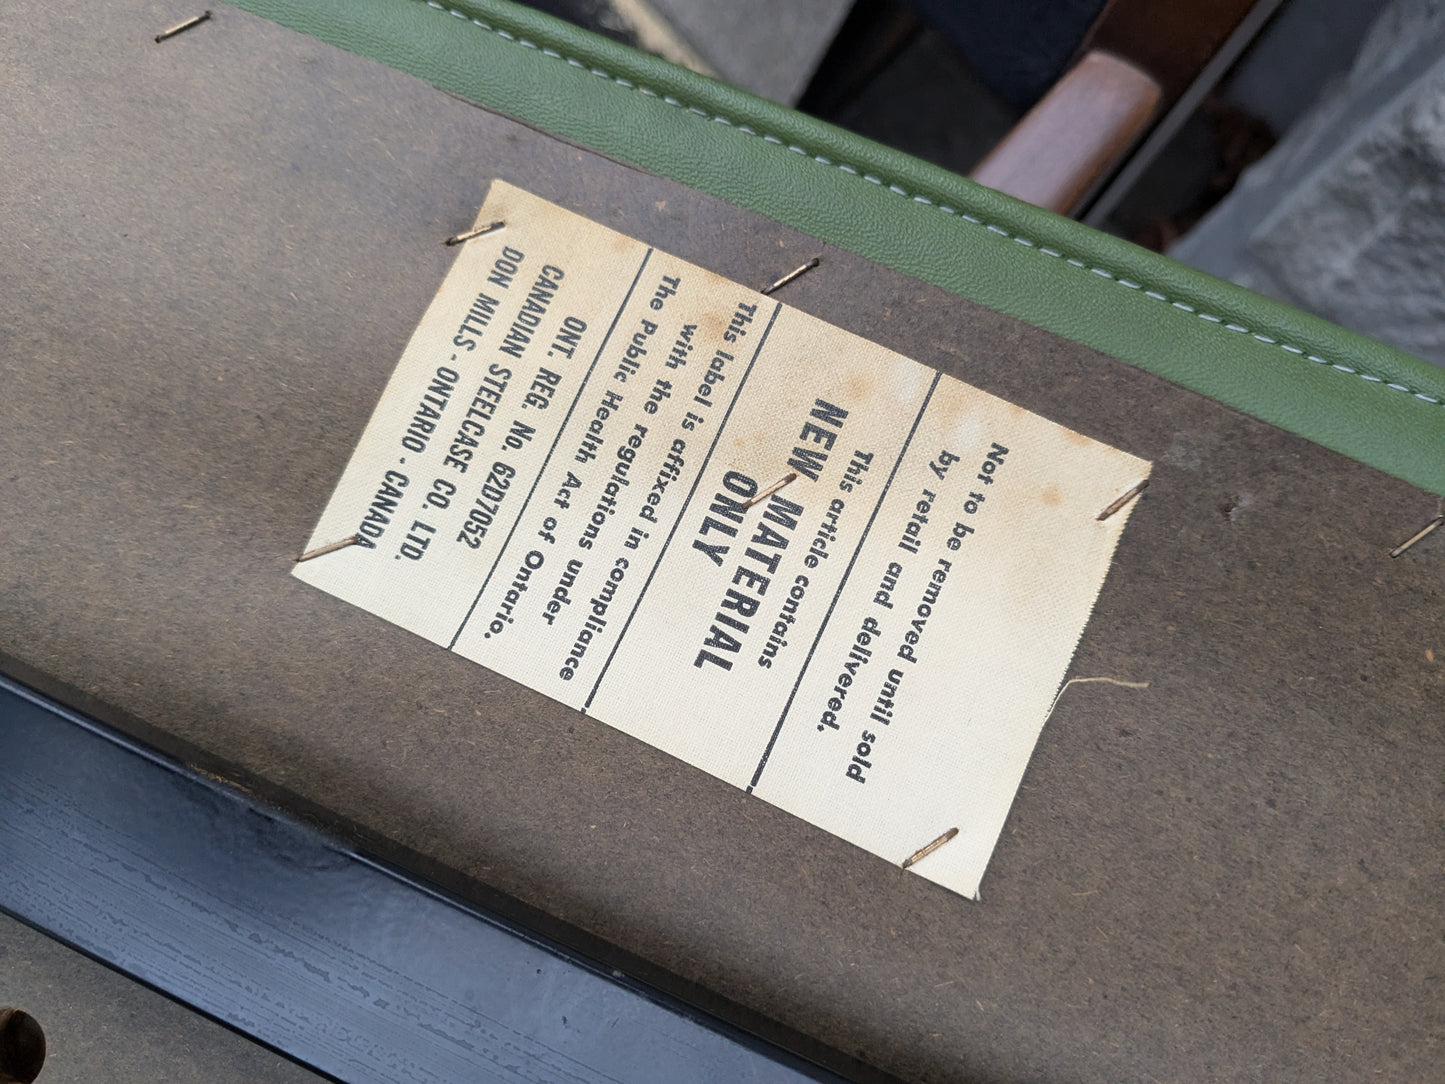 Not to be removed until sold
by retail and delivered.
This article contains
NEW MATERIAL
ONLY
This label is affixed in compliance
with the regulations under
The Public Health Act of Ontario.
ONT. REG. No. 62D7052
CANADIAN STEELCASE CO. LTD.
DON MILLS - ONTARIO - CANADA